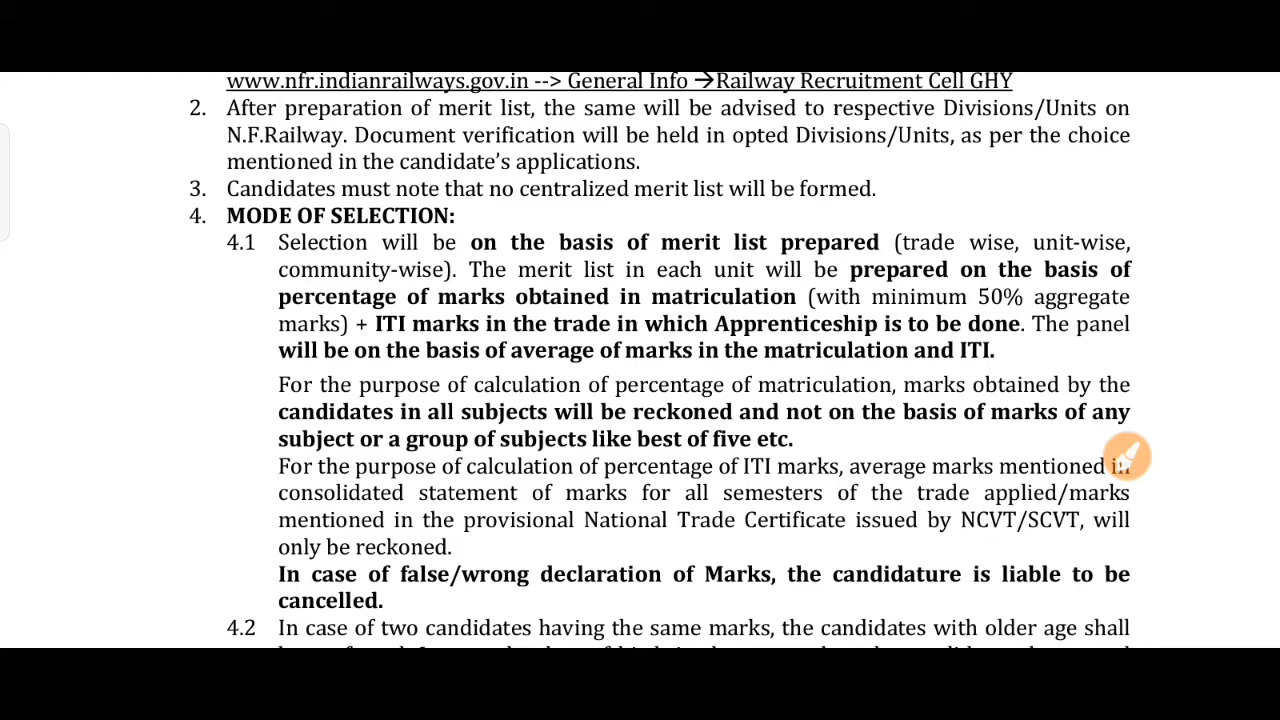 www.nfr.indianrailways.gov.in --> General Info →Railway Recruitment Cell GHY
2. After preparation of merit list, the same will be advised to respective Divisions/Units on
N.F.Railway. Document verification will be held in opted Divisions/Units, as per the choice
mentioned in the candidate's applications.
3. Candidates must note that no centralized merit list will be formed.
4. MODE OF SELECTION:
4.1 Selection will be on the basis of merit list prepared (trade wise, unit-wise,
community-wise). The merit list in each unit will be prepared on the basis of
percentage of marks obtained in matriculation (with minimum 50% aggregate
marks) + ITI marks in the trade in which Apprenticeship is to be done. The panel
will be on the basis of average of marks in the matriculation and ITI.
For the purpose of calculation of percentage of matriculation, marks obtained by the
candidates in all subjects will be reckoned and not on the basis of marks of any
subject or a group of subjects like best of five etc.
For the purpose of calculation of percentage of ITI marks, average marks mentioned in
consolidated statement of marks for all semesters of the trade applied/marks
mentioned in the provisional National Trade Certificate issued by NCVT/SCVT, will
only be reckoned.
In case of false/wrong declaration of Marks, the candidature is liable to be
cancelled.
4.2 In case of two candidates having the same marks, the candidates with older age shall